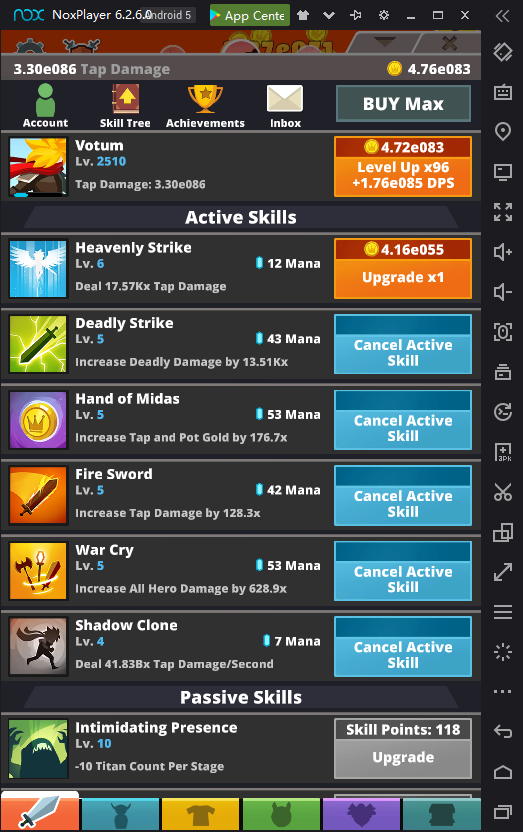 nox NoxPlayer 6.2.6.0 Android 5 App Cente
3.30e086 Tap Damage 4.76e083
Account Skill Tree Achievements Inbox BUY Max
Votum
Lv. 2510
Tap Damage: 3.30e086
4.72e083
Level Up x96
+1.76e085 DPS
Active Skills
Heavenly Strike
Lv. 6 12 Mana
Deal 17.57Kx Tap Damage
4.16e055
Upgrade x1
Deadly Strike
Lv. 5 43 Mana
Increase Deadly Damage by 13.51Kx
Cancel Active
Skill
Hand of Midas
Lv. 5 53 Mana
Increase Tap and Pot Gold by 176.7x
Cancel Active
Skill
Fire Sword
Lv. 5 42 Mana
Increase Tap Damage by 128.3x
Cancel Active
Skill
War Cry
Lv. 5 53 Mana
Increase All Hero Damage by 628.9x
Cancel Active
Skill
Shadow Clone
Lv. 4 7 Mana
Deal 41.83Bx Tap Damage/Second
Cancel Active
Skill
Passive Skills
Intimidating Presence
Lv. 10
-10 Titan Count Per Stage
Skill Points: 118
Upgrade